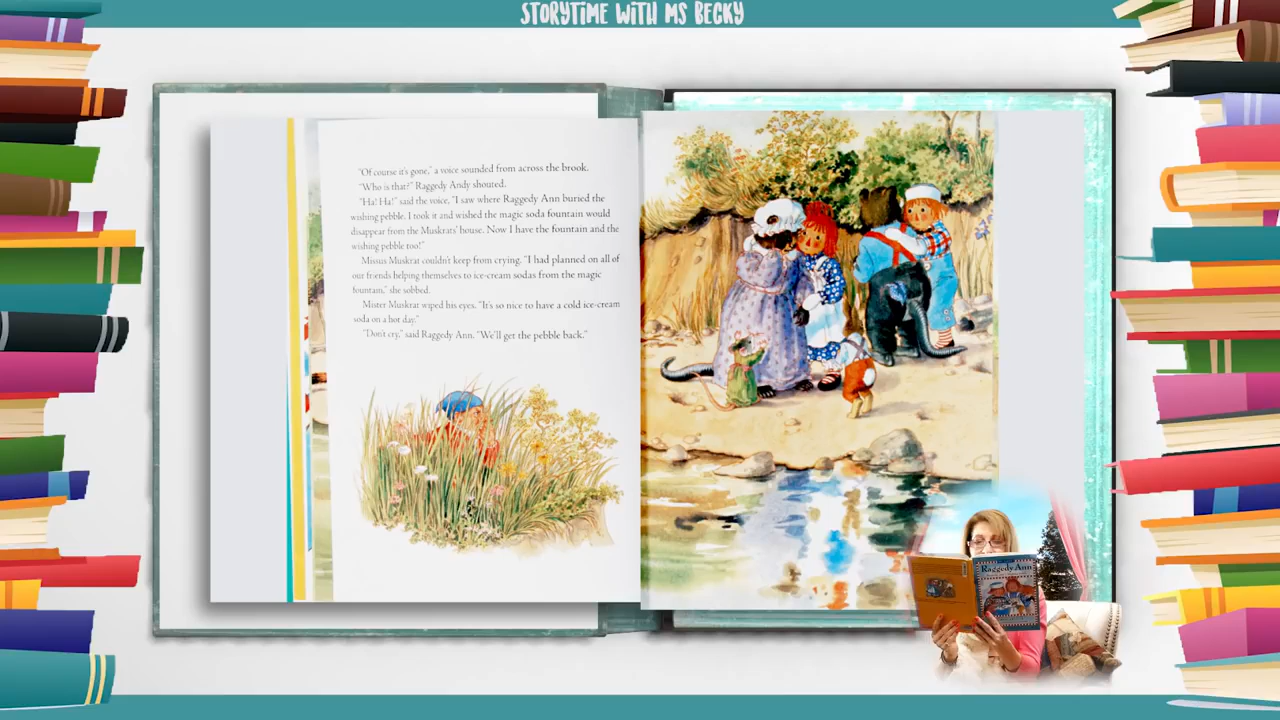 STORYTIME WITH MS BECKY
"Of course it's gone," a voice sounded from across the brook.
"Who is that?" Raggedy Andy shouted.
"Ha! Ha!" said the voice, "I saw where Raggedy Ann buried the
wishing pebble. I took it and wished the magic soda fountain would
disappear from the Muskrats' house. Now I have the fountain and the
wishing pebble too!"
Missus Muskrat couldn't keep from crying. "I had planned on all of
our friends helping themselves to ice-cream sodas from the magic
fountain," she sobbed.
Mister Muskrat wiped his eyes. "It's so nice to have a cold ice-cream
soda on a hot day."
"Don't cry," said Raggedy Ann. "We'll get the pebble back."
Raggedy Ann